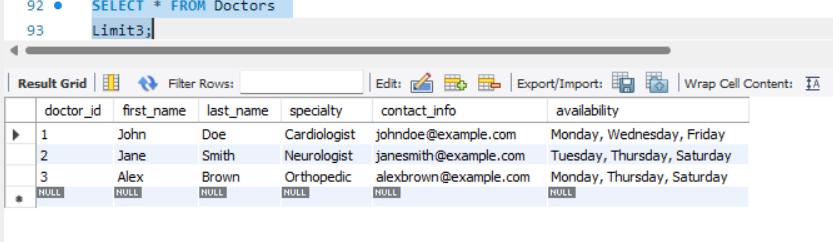 92 SELECT * FROM Doctors
93 Limit3;
Result Grid Filter Rows: Edit: Export/Import: Wrap Cell Content: IA
doctor_id first_name last_name specialty contact_info availability
1 John Doe Cardiologist johndoe@example.com Monday, Wednesday, Friday
2 Jane Smith Neurologist janesmith@example.com Tuesday, Thursday, Saturday
3 Alex Brown Orthopedic alexbrown@example.com Monday, Thursday, Saturday
NULL NULL NULL NULL NULL NULL